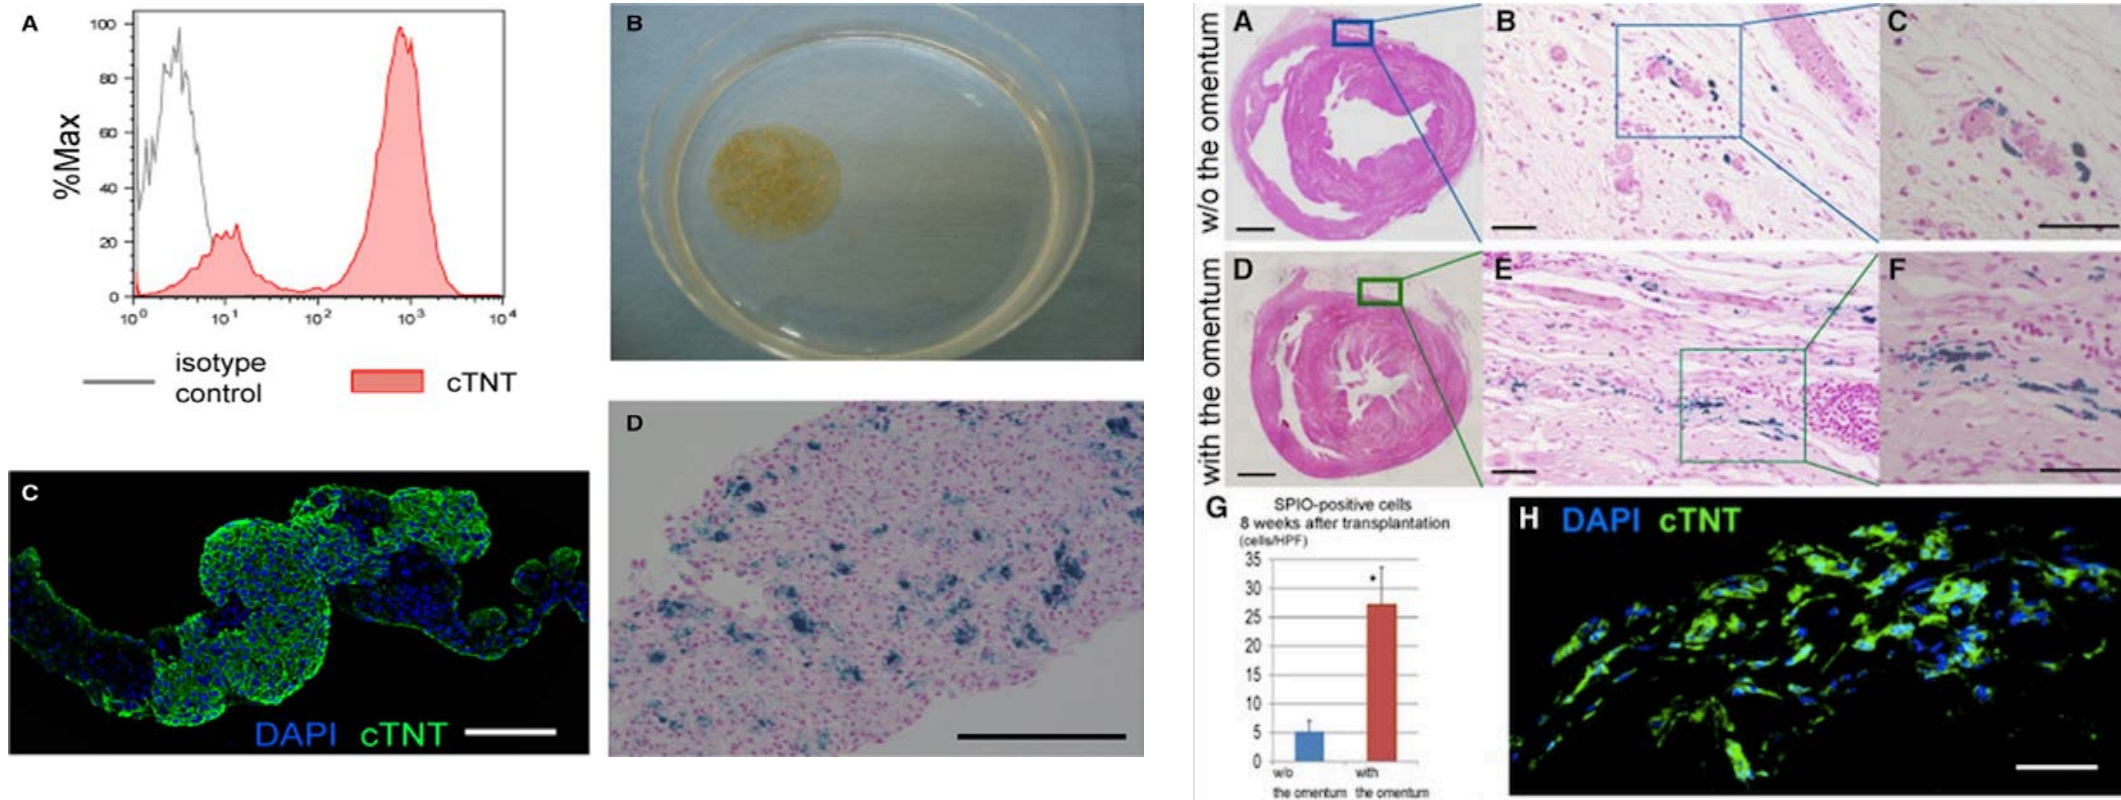 A
%Max
100
80
60
40
20
0
10^0 10^1 10^2 10^3 10^4
isotype
control
cTNT
B
C
DAPI cTNT
D
w/o the omentum
A
B
C
with the omentum
D
E
F
G
SPIO-positive cells
8 weeks after transplantation
(cells/HPF)
35
30
25
20
15
10
5
0
*
w/o with
the omentum the omentum
H DAPI cTNT